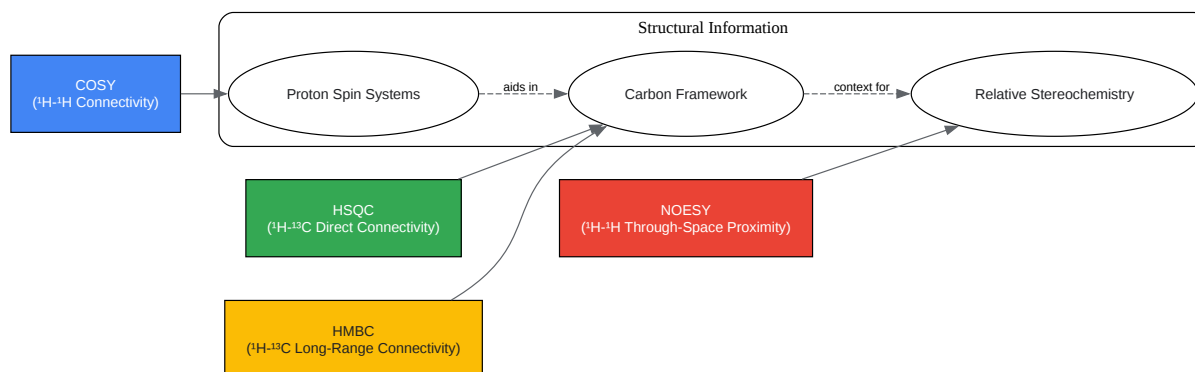 Structural Information
COSY
(¹H-¹H Connectivity)
Proton Spin Systems
aids in
Carbon Framework
context for
Relative Stereochemistry
HSQC
(¹H-¹³C Direct Connectivity)
NOESY
(¹H-¹H Through-Space Proximity)
HMBC
(¹H-¹³C Long-Range Connectivity)